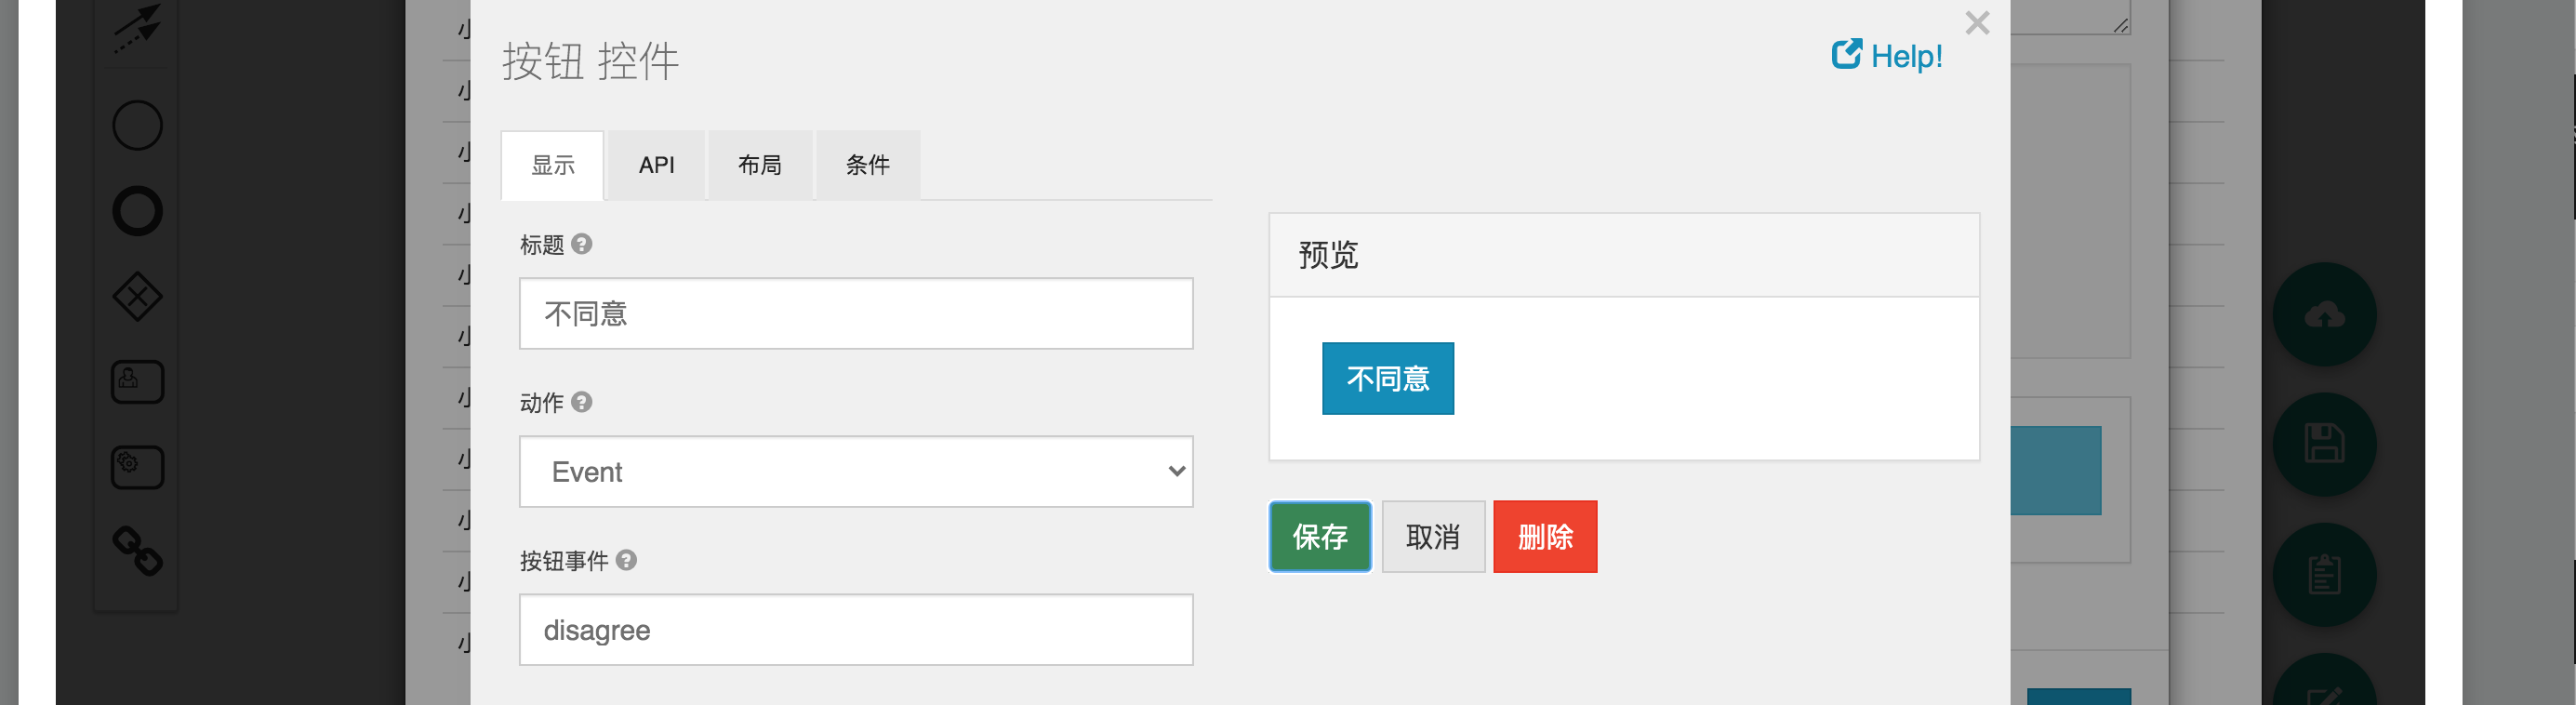 按钮 控件
Help!
显示 API 布局 条件
标题
不同意
动作
Event
按钮事件
disagree
预览
不同意
保存 取消 删除